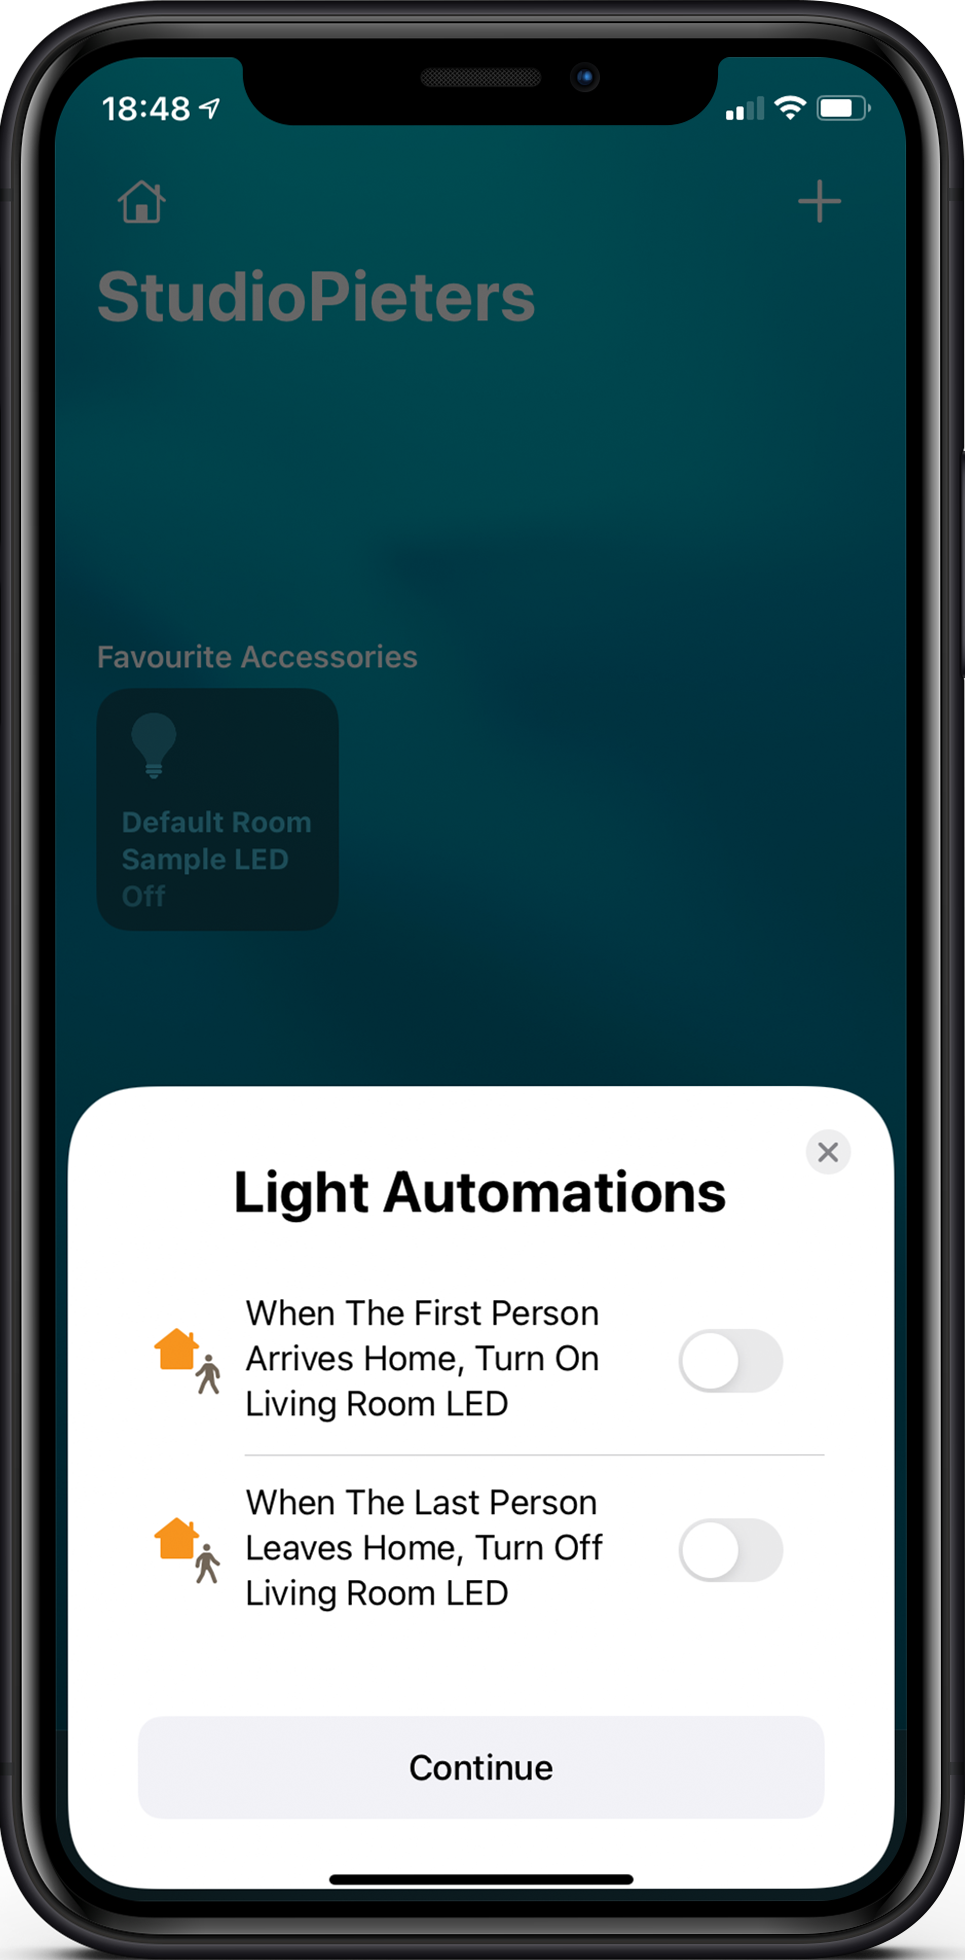 18:48
StudioPieters
Favourite Accessories
Default Room
Sample LED
Off
Light Automations
When The First Person
Arrives Home, Turn On
Living Room LED
When The Last Person
Leaves Home, Turn Off
Living Room LED
Continue